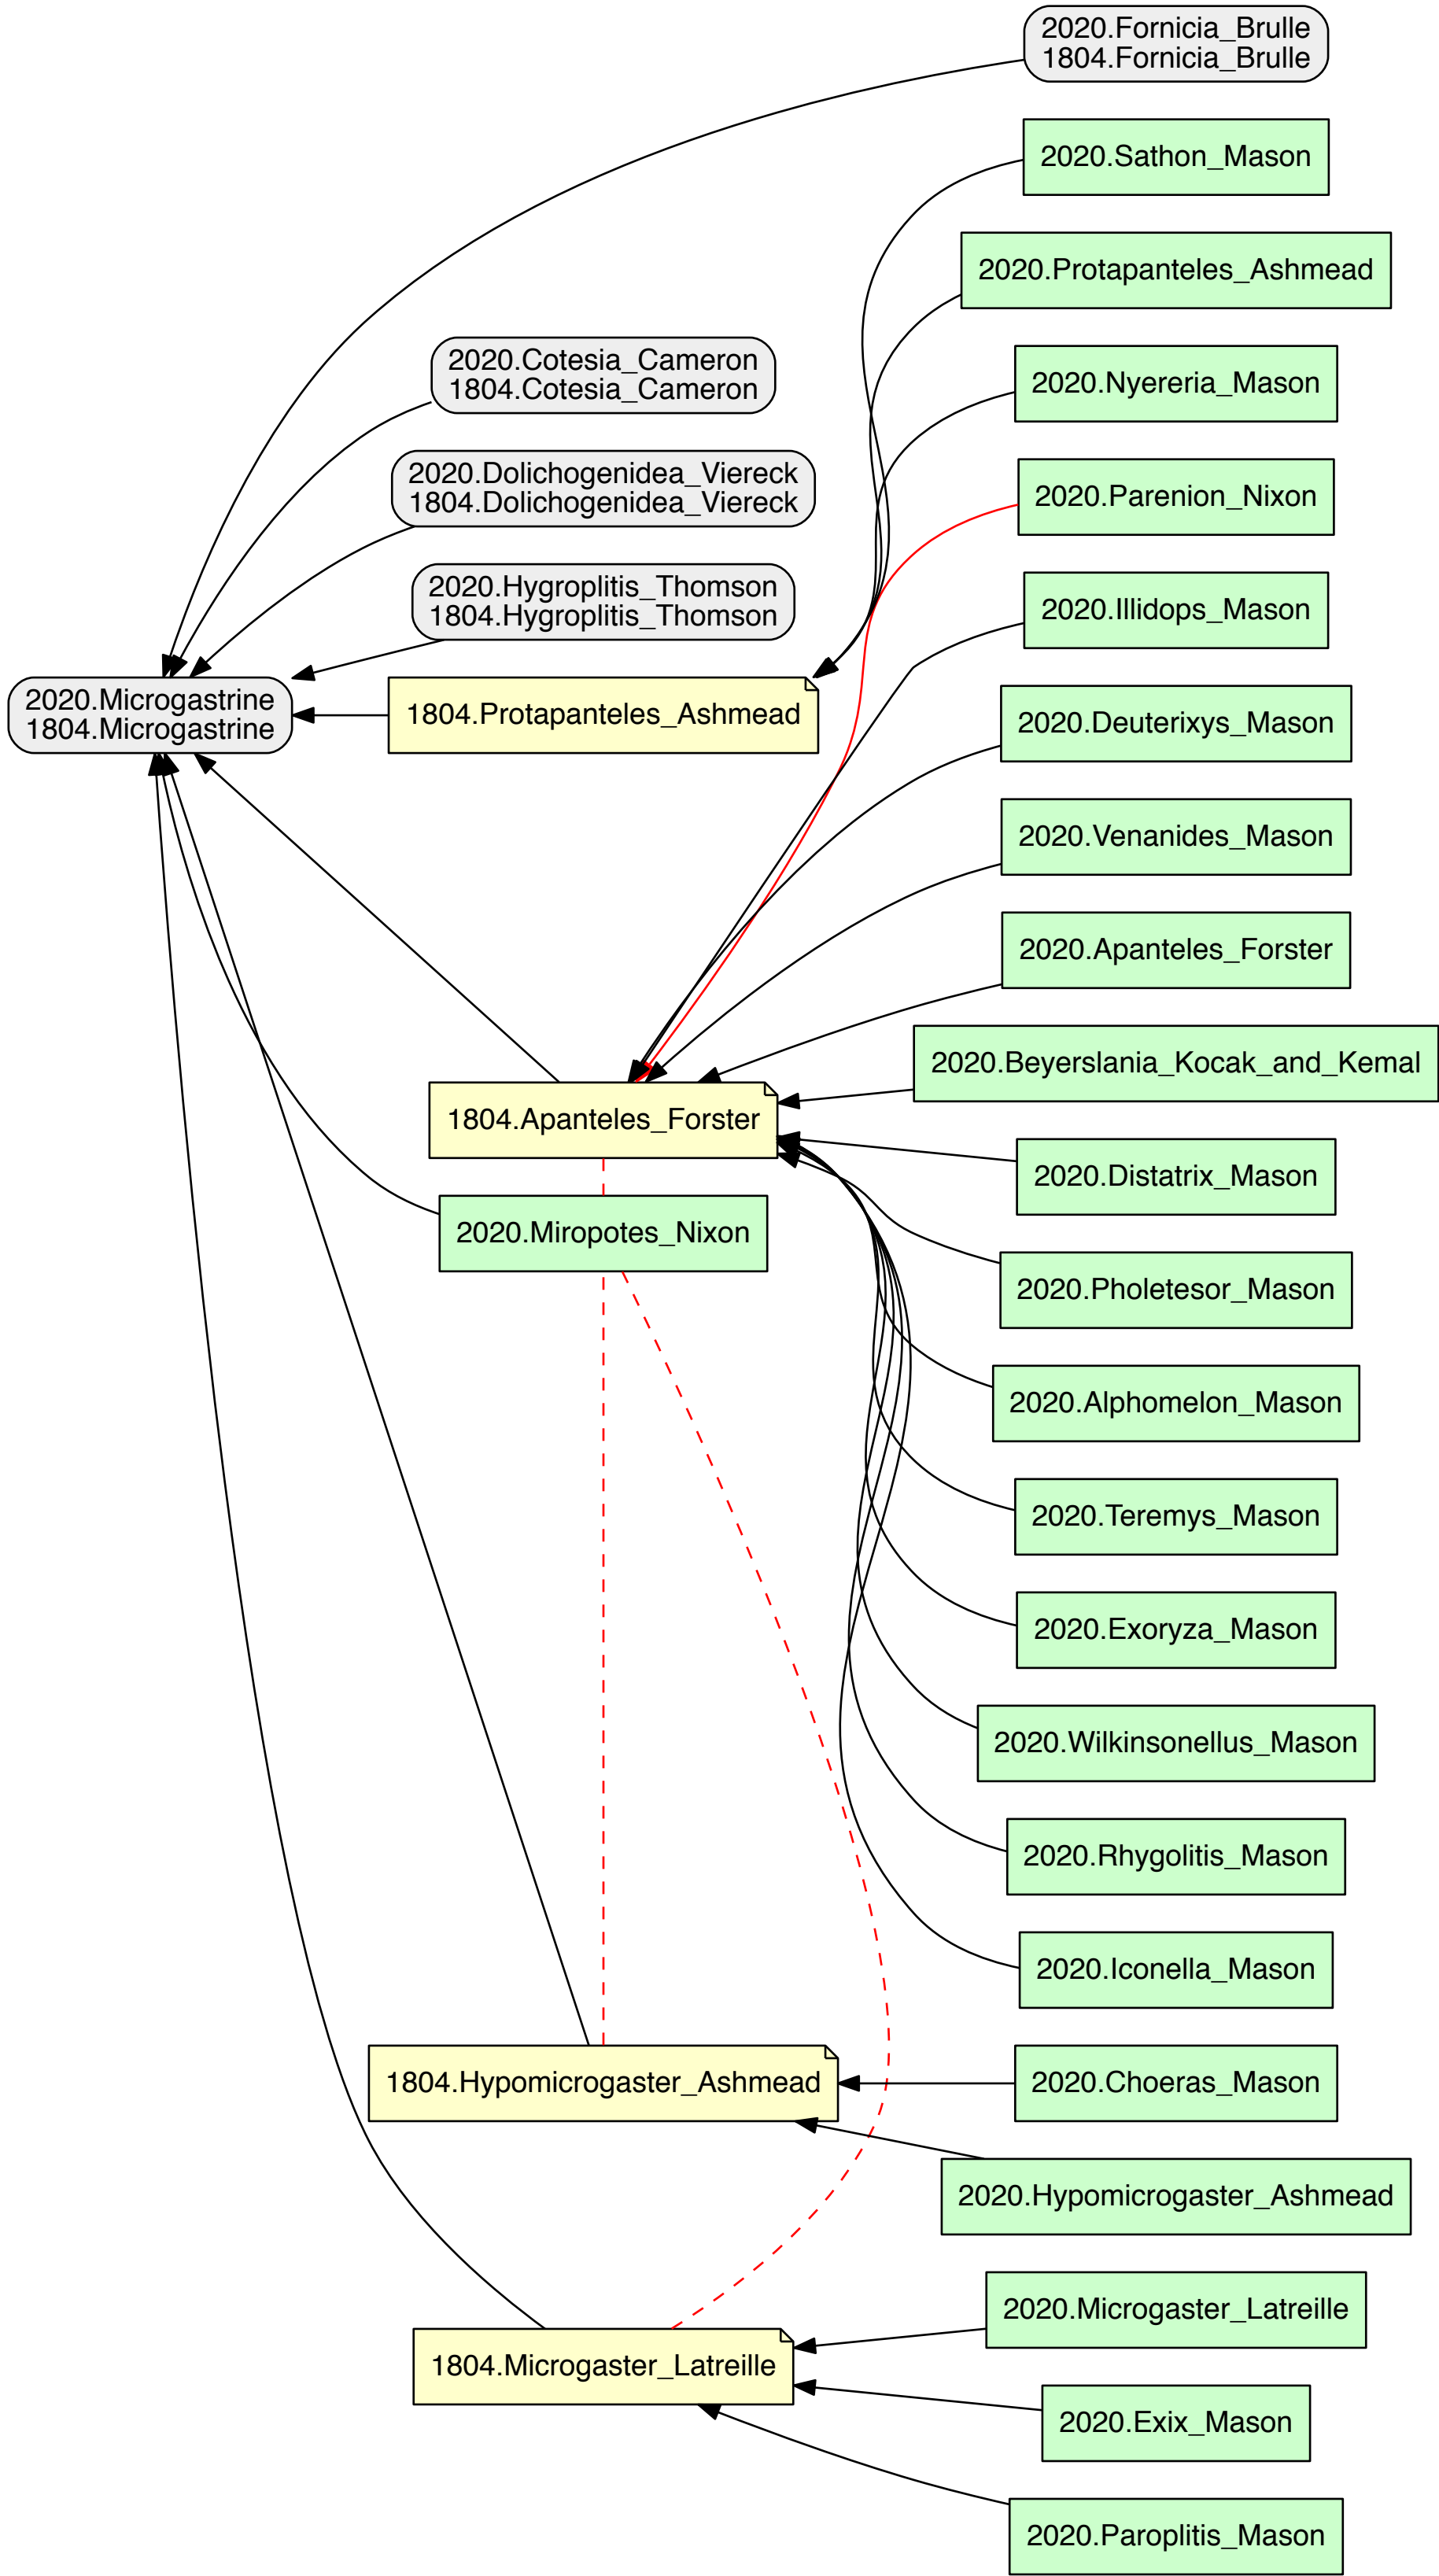 2020.Fornicia_Brulle
1804.Fornicia_Brulle
2020.Sathon_Mason
2020.Protapanteles_Ashmead
2020.Cotesia_Cameron
1804.Cotesia_Cameron
2020.Nyereria_Mason
2020.Dolichogenidea_Viereck
1804.Dolichogenidea_Viereck
2020.Parenion_Nixon
2020.Hygroplitis_Thomson
1804.Hygroplitis_Thomson
2020.Illidops_Mason
2020.Microgastrine
1804.Microgastrine
1804.Protapanteles_Ashmead
2020.Deuterixys_Mason
2020.Venanides_Mason
2020.Apanteles_Forster
2020.Beyerslania_Kocak_and_Kemal
1804.Apanteles_Forster
2020.Distatrix_Mason
2020.Miropotes_Nixon
2020.Pholetesor_Mason
2020.Alphomelon_Mason
2020.Teremys_Mason
2020.Exoryza_Mason
2020.Wilkinsonellus_Mason
2020.Rhygolitis_Mason
2020.Iconella_Mason
1804.Hypomicrogaster_Ashmead
2020.Choeras_Mason
2020.Hypomicrogaster_Ashmead
2020.Microgaster_Latreille
1804.Microgaster_Latreille
2020.Exix_Mason
2020.Paroplitis_Mason